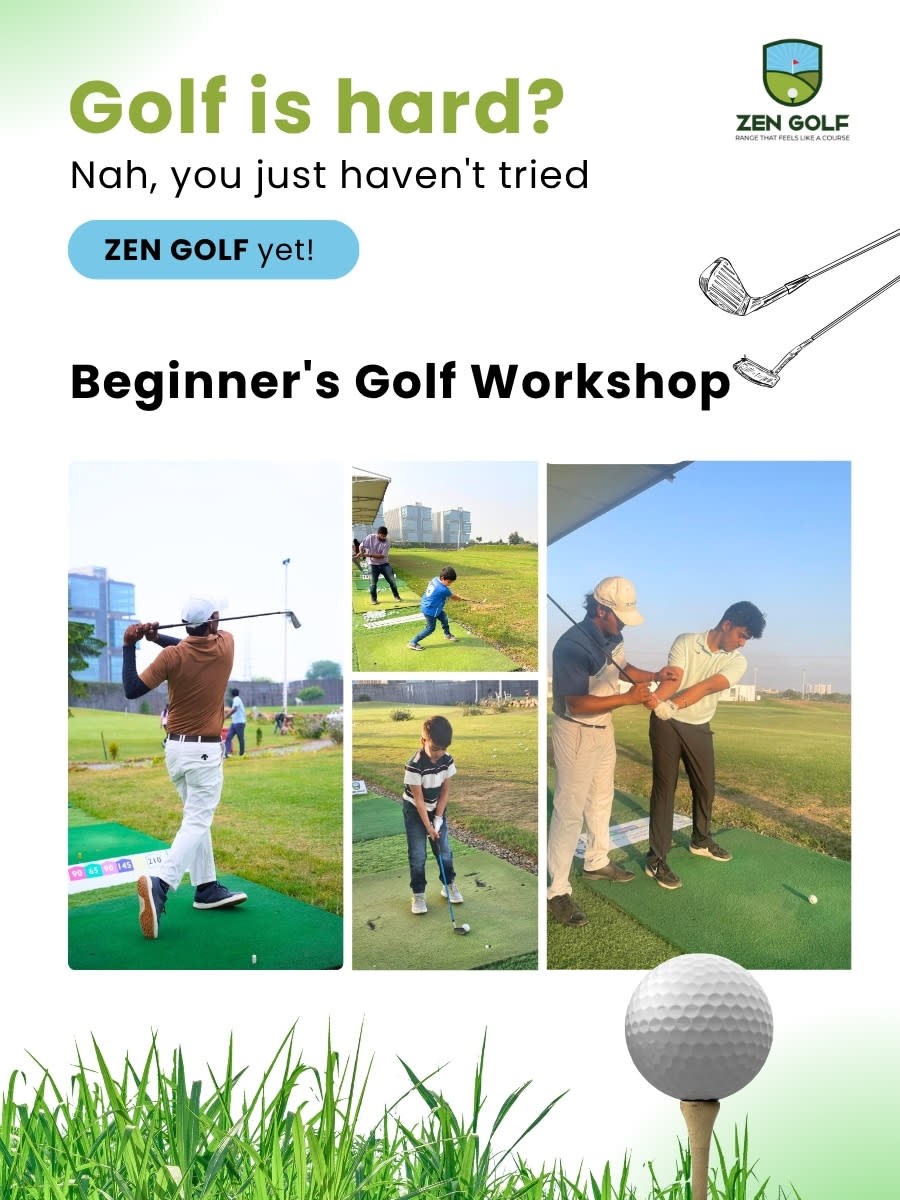 Golf is hard?
Nah, you just haven't tried
ZEN GOLF yet!
ZEN GOLF
RANGE THAT FEELS LIKE A COURSE
Beginner's Golf Workshop
90 65 90 145 210